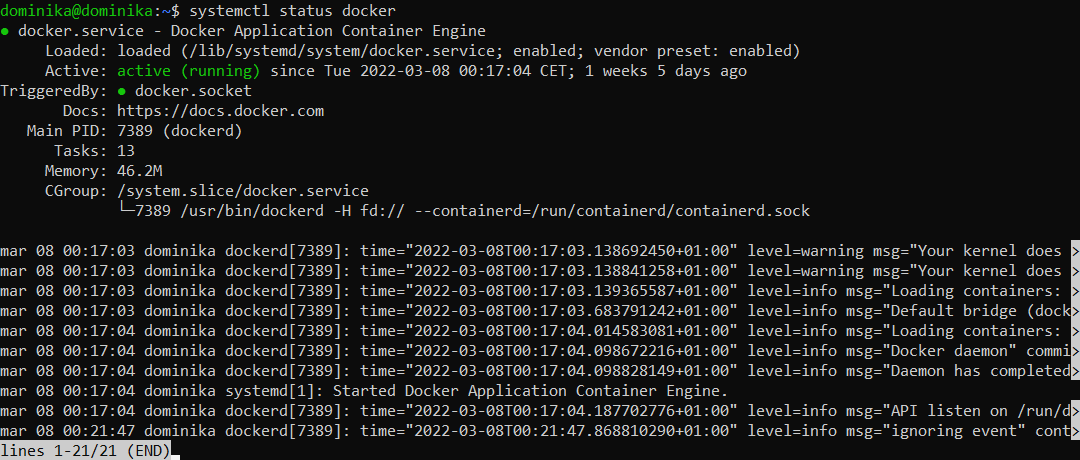 dominika@dominika:~$ systemctl status docker
● docker.service - Docker Application Container Engine
Loaded: loaded (/lib/systemd/system/docker.service; enabled; vendor preset: enabled)
Active: active (running) since Tue 2022-03-08 00:17:04 CET; 1 weeks 5 days ago
TriggeredBy: ● docker.socket
Docs: https://docs.docker.com
Main PID: 7389 (dockerd)
Tasks: 13
Memory: 46.2M
CGroup: /system.slice/docker.service
└─7389 /usr/bin/dockerd -H fd:// --containerd=/run/containerd/containerd.sock
mar 08 00:17:03 dominika dockerd[7389]: time="2022-03-08T00:17:03.138692450+01:00" level=warning msg="Your kernel does >
mar 08 00:17:03 dominika dockerd[7389]: time="2022-03-08T00:17:03.138841258+01:00" level=warning msg="Your kernel does >
mar 08 00:17:03 dominika dockerd[7389]: time="2022-03-08T00:17:03.139365587+01:00" level=info msg="Loading containers: >
mar 08 00:17:03 dominika dockerd[7389]: time="2022-03-08T00:17:03.683791242+01:00" level=info msg="Default bridge (dock>
mar 08 00:17:04 dominika dockerd[7389]: time="2022-03-08T00:17:04.014583081+01:00" level=info msg="Loading containers: >
mar 08 00:17:04 dominika dockerd[7389]: time="2022-03-08T00:17:04.098672216+01:00" level=info msg="Docker daemon" commi>
mar 08 00:17:04 dominika dockerd[7389]: time="2022-03-08T00:17:04.098828149+01:00" level=info msg="Daemon has completed>
mar 08 00:17:04 dominika systemd[1]: Started Docker Application Container Engine.
mar 08 00:17:04 dominika dockerd[7389]: time="2022-03-08T00:17:04.187702776+01:00" level=info msg="API listen on /run/d>
mar 08 00:21:47 dominika dockerd[7389]: time="2022-03-08T00:21:47.868810290+01:00" level=info msg="ignoring event" cont>
lines 1-21/21 (END)